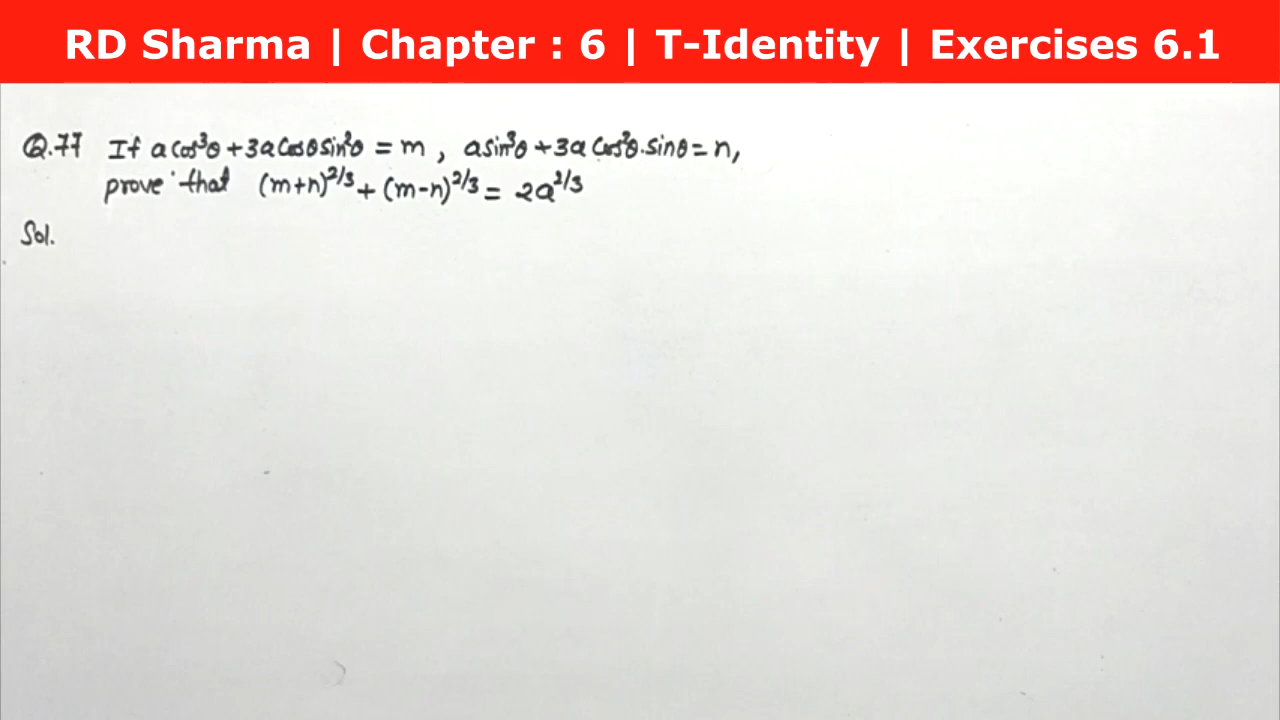 RD Sharma | Chapter : 6 | T-Identity | Exercises 6.1
Q.77 If a cos³θ + 3a Cosθ sin²θ = m , a sin³θ + 3a Cos²θ.sinθ = n,
prove that (m+n)^2/3 + (m-n)^2/3 = 2a^2/3
Sol.